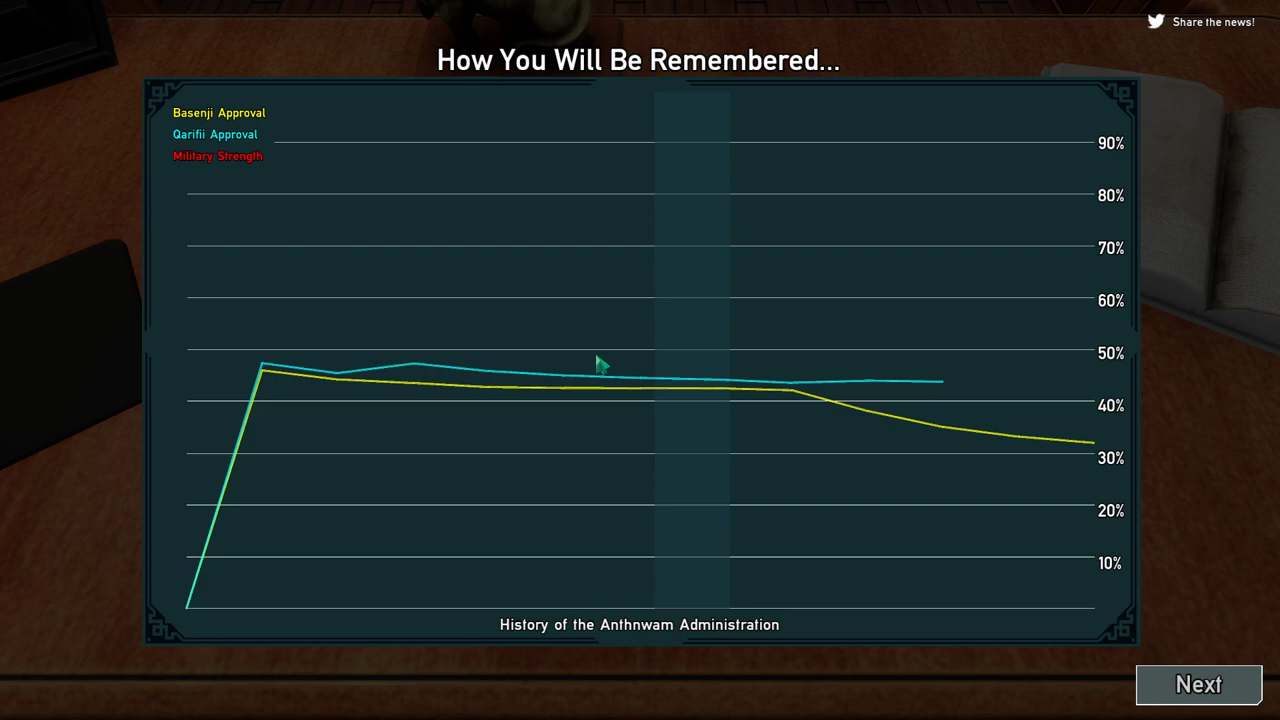 Share the news!
How You Will Be Remembered...
Basenji Approval
Qarifii Approval
Military Strength
90%
80%
70%
60%
50%
40%
30%
20%
10%
History of the Anthnwam Administration
Next